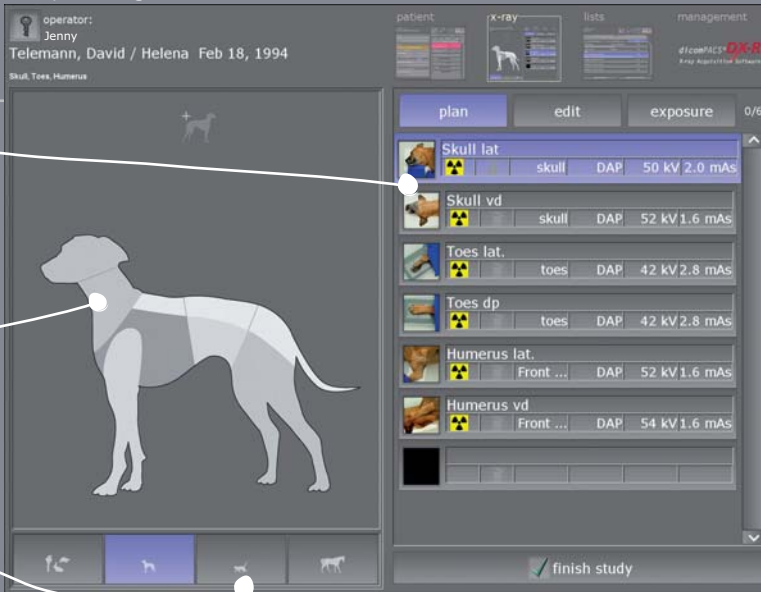 operator:
Jenny
Telemann, David / Helena Feb 18, 1994
Skull, Toes, Humerus
patient
x-ray
lists
management
dicomPACS® DX-R
X-ray Acquisition Software
plan
edit
exposure
0/6
Skull lat
skull DAP 50 kV 2.0 mAs
Skull vd
skull DAP 52 kV 1.6 mAs
Toes lat.
toes DAP 42 kV 2.8 mAs
Toes dp
toes DAP 42 kV 2.8 mAs
Humerus lat.
Front ... DAP 52 kV 1.6 mAs
Humerus vd
Front ... DAP 54 kV 1.6 mAs
finish study